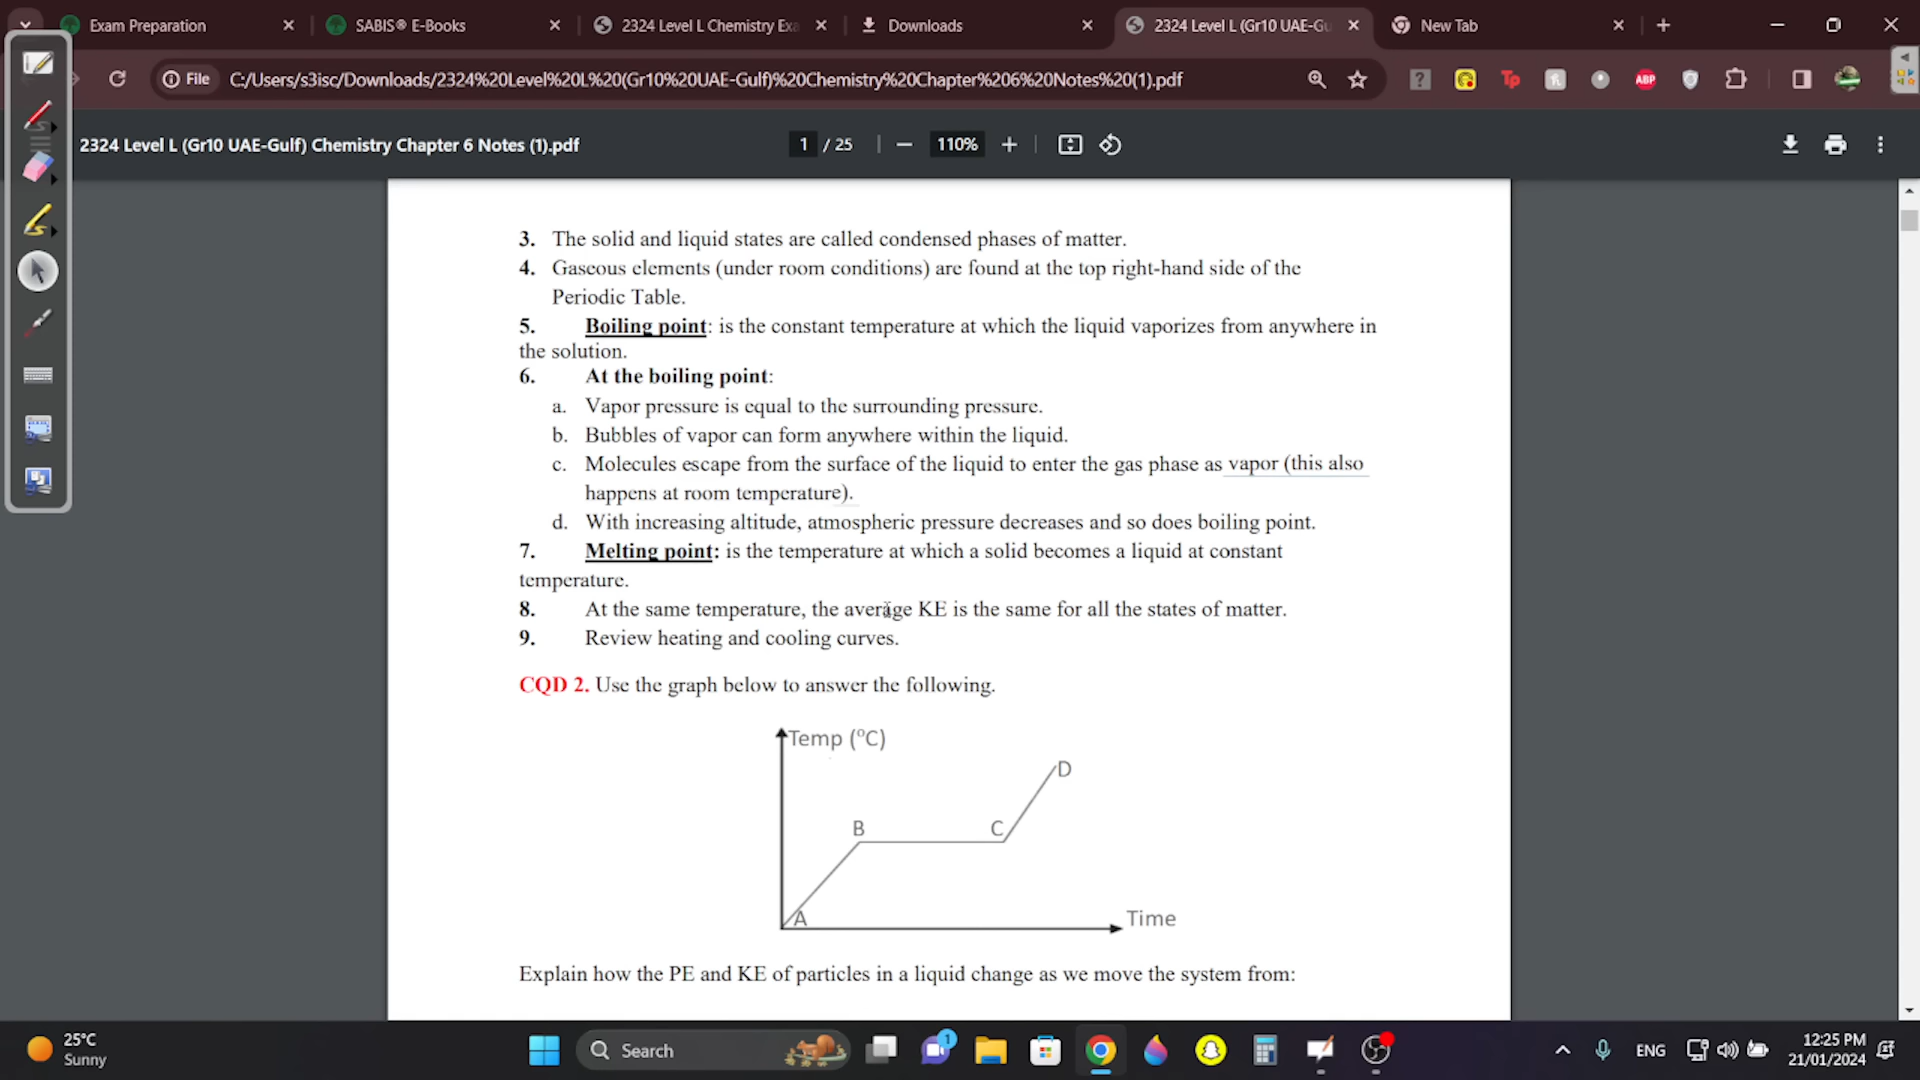 Exam Preparation
SABIS® E-Books
2324 Level L Chemistry Exa
Downloads
2324 Level L (Gr10 UAE-Gu
New Tab
File
C:/Users/s3isc/Downloads/2324%20Level%20L%20(Gr10%20UAE-Gulf)%20Chemistry%20Chapter%206%20Notes%20(1).pdf
Tp
ABP
2324 Level L (Gr10 UAE-Gulf) Chemistry Chapter 6 Notes (1).pdf
1 / 25
110%
3. The solid and liquid states are called condensed phases of matter.
4. Gaseous elements (under room conditions) are found at the top right-hand side of the
Periodic Table.
5. Boiling point: is the constant temperature at which the liquid vaporizes from anywhere in
the solution.
6. At the boiling point:
a. Vapor pressure is equal to the surrounding pressure.
b. Bubbles of vapor can form anywhere within the liquid.
c. Molecules escape from the surface of the liquid to enter the gas phase as vapor (this also
happens at room temperature).
d. With increasing altitude, atmospheric pressure decreases and so does boiling point.
7. Melting point: is the temperature at which a solid becomes a liquid at constant
temperature.
8. At the same temperature, the average KE is the same for all the states of matter.
9. Review heating and cooling curves.
CQD 2. Use the graph below to answer the following.
Temp (°C)
D
B
C
A
Time
Explain how the PE and KE of particles in a liquid change as we move the system from:
25°C
Sunny
Search
1
ENG
12:25 PM
21/01/2024